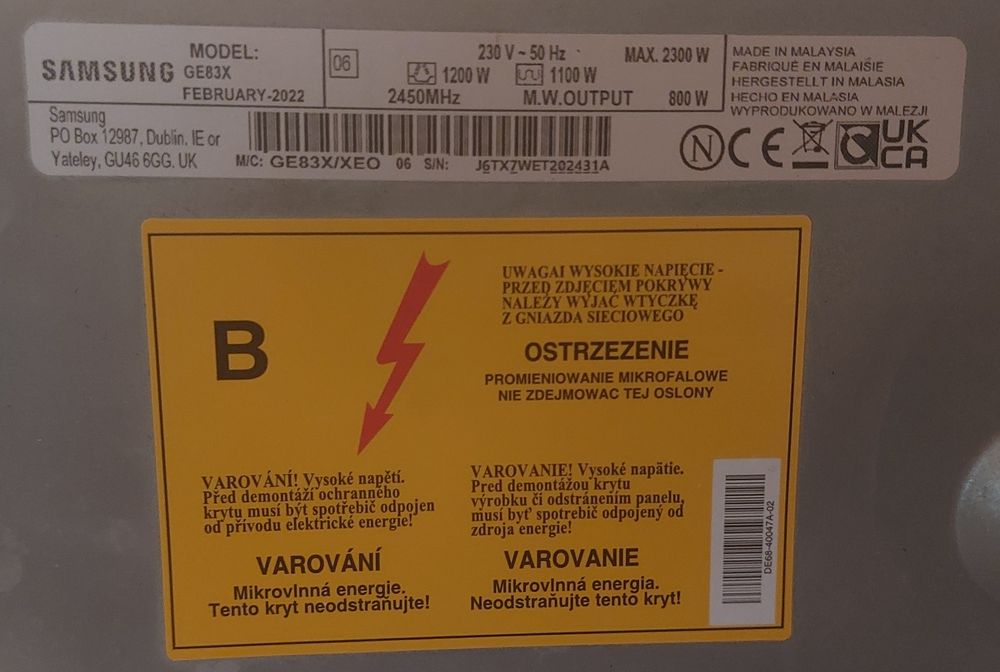 SAMSUNG
MODEL:
GE83X
FEBRUARY-2022
06
230 V ~ 50 Hz
MAX. 2300 W
1200 W
1100 W
2450MHz
M.W.OUTPUT
800 W
MADE IN MALAYSIA
FABRIQUÉ EN MALAISIE
HERGESTELLT IN MALASIA
HECHO EN MALASIA
WYPRODUKOWANO W MALEZJI
Samsung
PO Box 12987, Dublin. IE or
Yateley, GU46 6GG. UK
M/C: GE83X/XEO 06 S/N: J6TX7WET202431A
N
CE
UK
CA
B
UWAGAI WYSOKIE NAPIĘCIE -
PRZED ZDJĘCIEM POKRYWY
NALEŻY WYJAĆ WTYCZKĘ
Z GNIAZDA SIECIOWEGO
OSTRZEZENIE
PROMIENIOWANIE MIKROFALOWE
NIE ZDEJMOWAC TEJ OSLONY
VAROVÁNÍ! Vysoké napětí.
Před demontáží ochranného
krytu musí být spotřebič odpojen
od přívodu elektrické energie!
VAROVÁNÍ
Mikrovlnná energie.
Tento kryt neodstraňujte!
VAROVANIE! Vysoké napätie.
Pred demontážou krytu
výrobku či odstránením panelu,
musí byť spotrebič odpojený od
zdroja energie!
VAROVANIE
Mikrovlnná energia.
Neodstraňujte tento kryt!
DE68-40047A-02